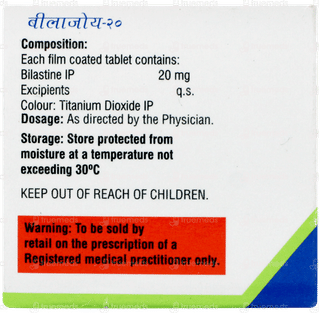 बीलाजोय-२०
Composition:
Each film coated tablet contains:
Bilastine IP 20 mg
Excipients q.s.
Colour: Titanium Dioxide IP
Dosage: As directed by the Physician.
Storage: Store protected from
moisture at a temperature not
exceeding 30ºC
KEEP OUT OF REACH OF CHILDREN.
Warning: To be sold by
retail on the prescription of a
Registered medical practitioner only.